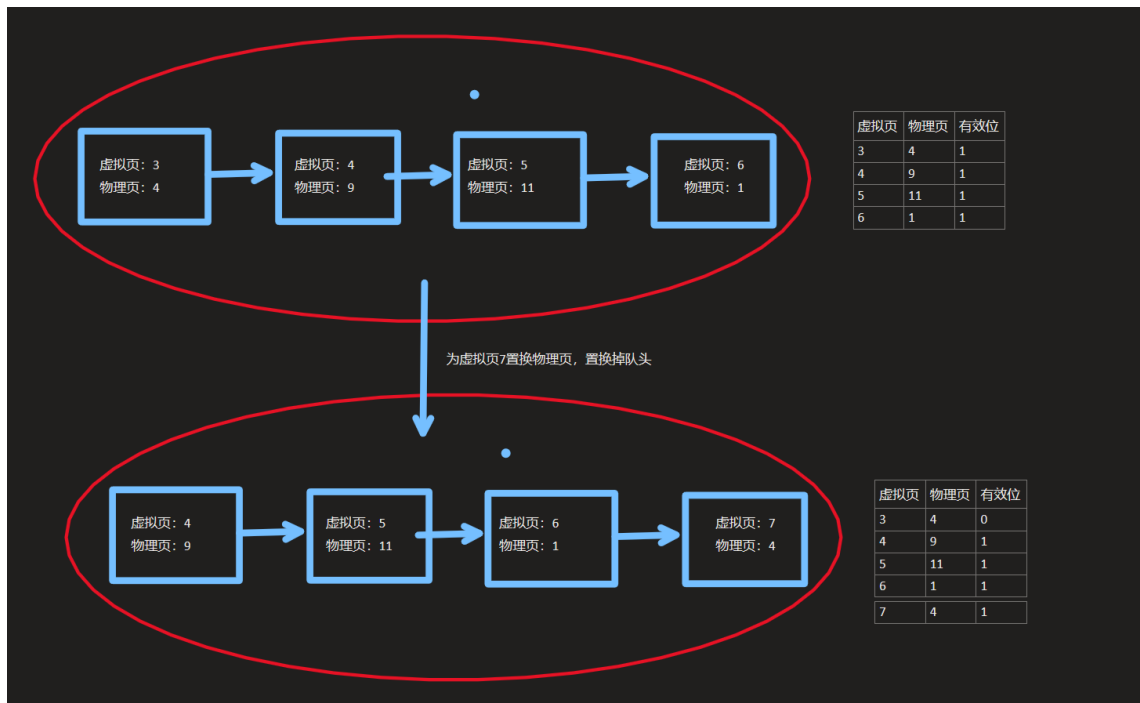 虚拟页：3
物理页：4
虚拟页：4
物理页：9
虚拟页：5
物理页：11
虚拟页：6
物理页：1
虚拟页 物理页 有效位
3 4 1
4 9 1
5 11 1
6 1 1
为虚拟页7置换物理页，置换掉队头
虚拟页：4
物理页：9
虚拟页：5
物理页：11
虚拟页：6
物理页：1
虚拟页：7
物理页：4
虚拟页 物理页 有效位
3 4 0
4 9 1
5 11 1
6 1 1
7 4 1